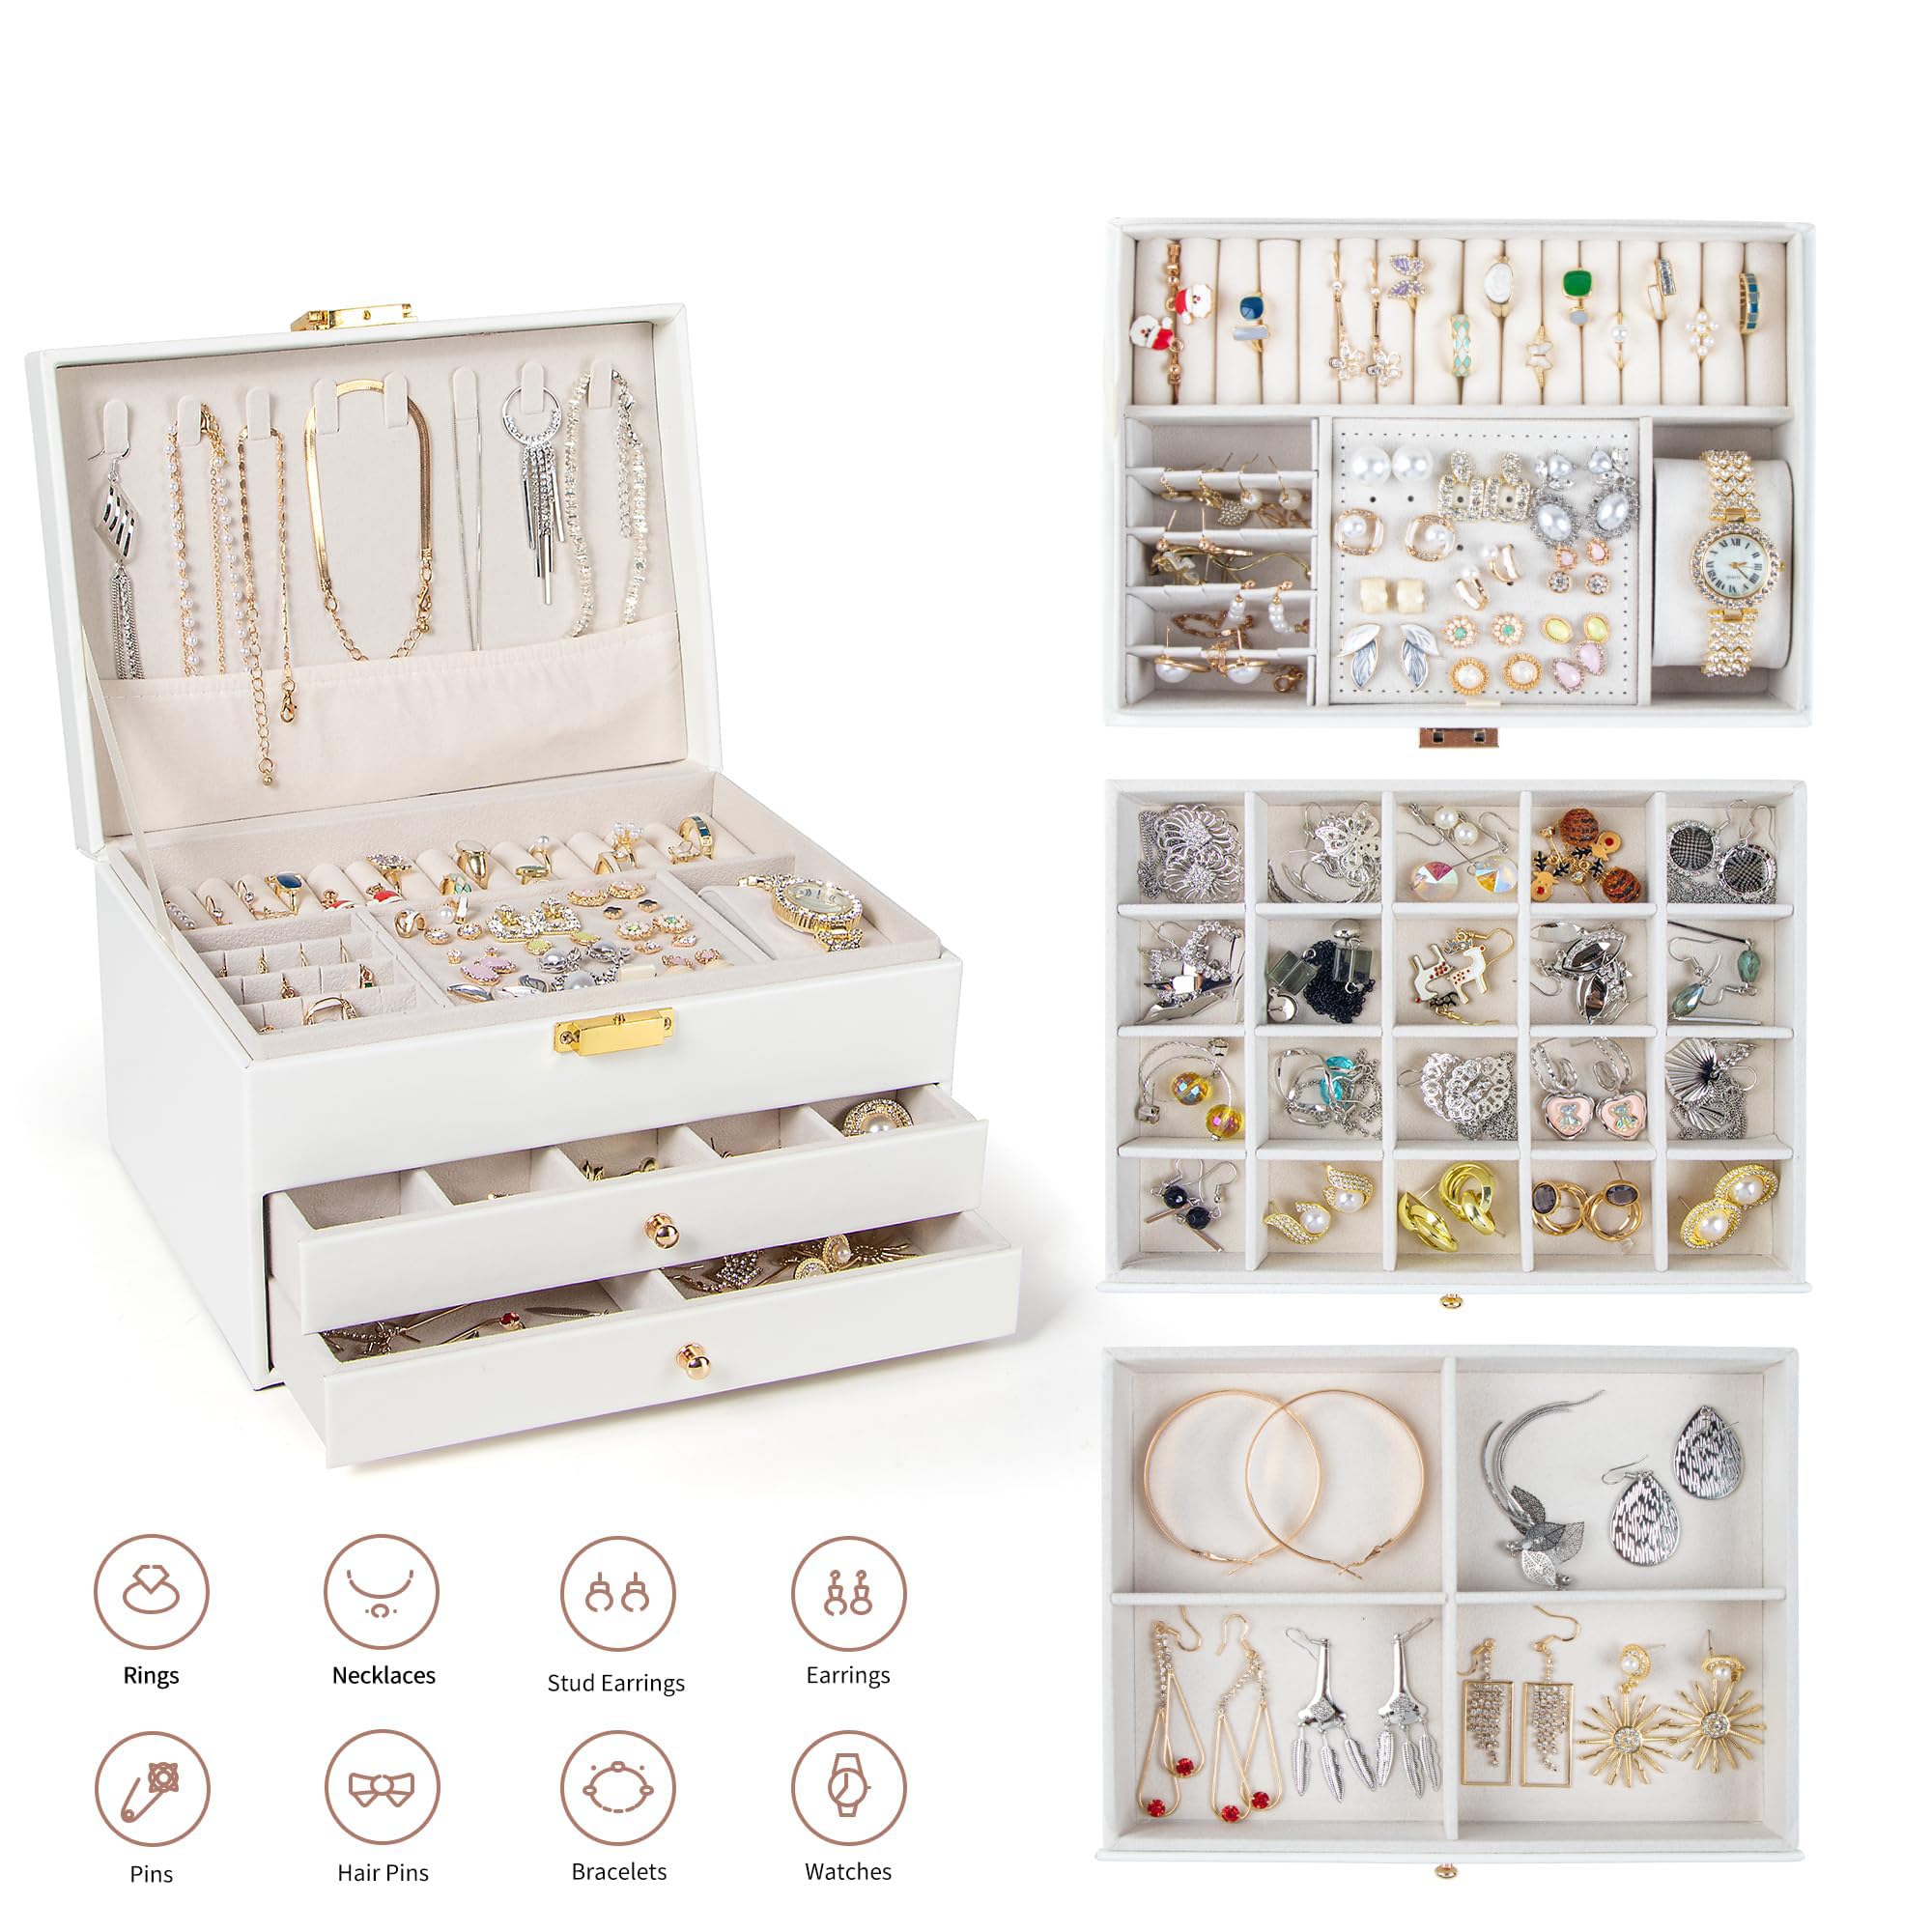 Rings
Necklaces
Stud Earrings
Earrings
Pins
Hair Pins
Bracelets
Watches